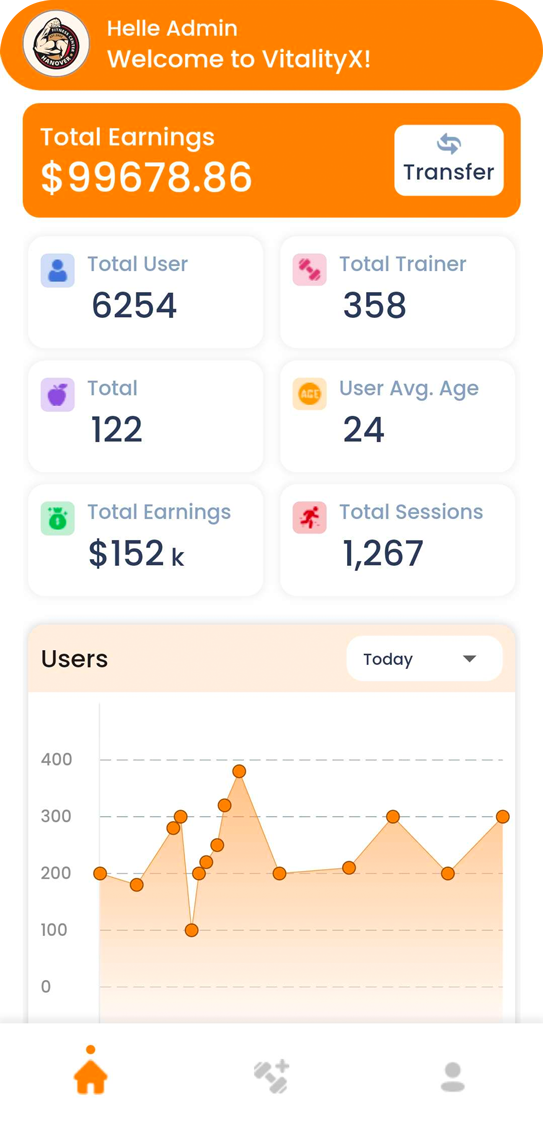 FITNESS CENTER
HANOVER
Helle Admin
Welcome to VitalityX!
Total Earnings
$99678.86
Transfer
Total User
6254
Total Trainer
358
Total
122
AGE
User Avg. Age
24
Total Earnings
$152 k
Total Sessions
1,267
Users
Today
400
300
200
100
0